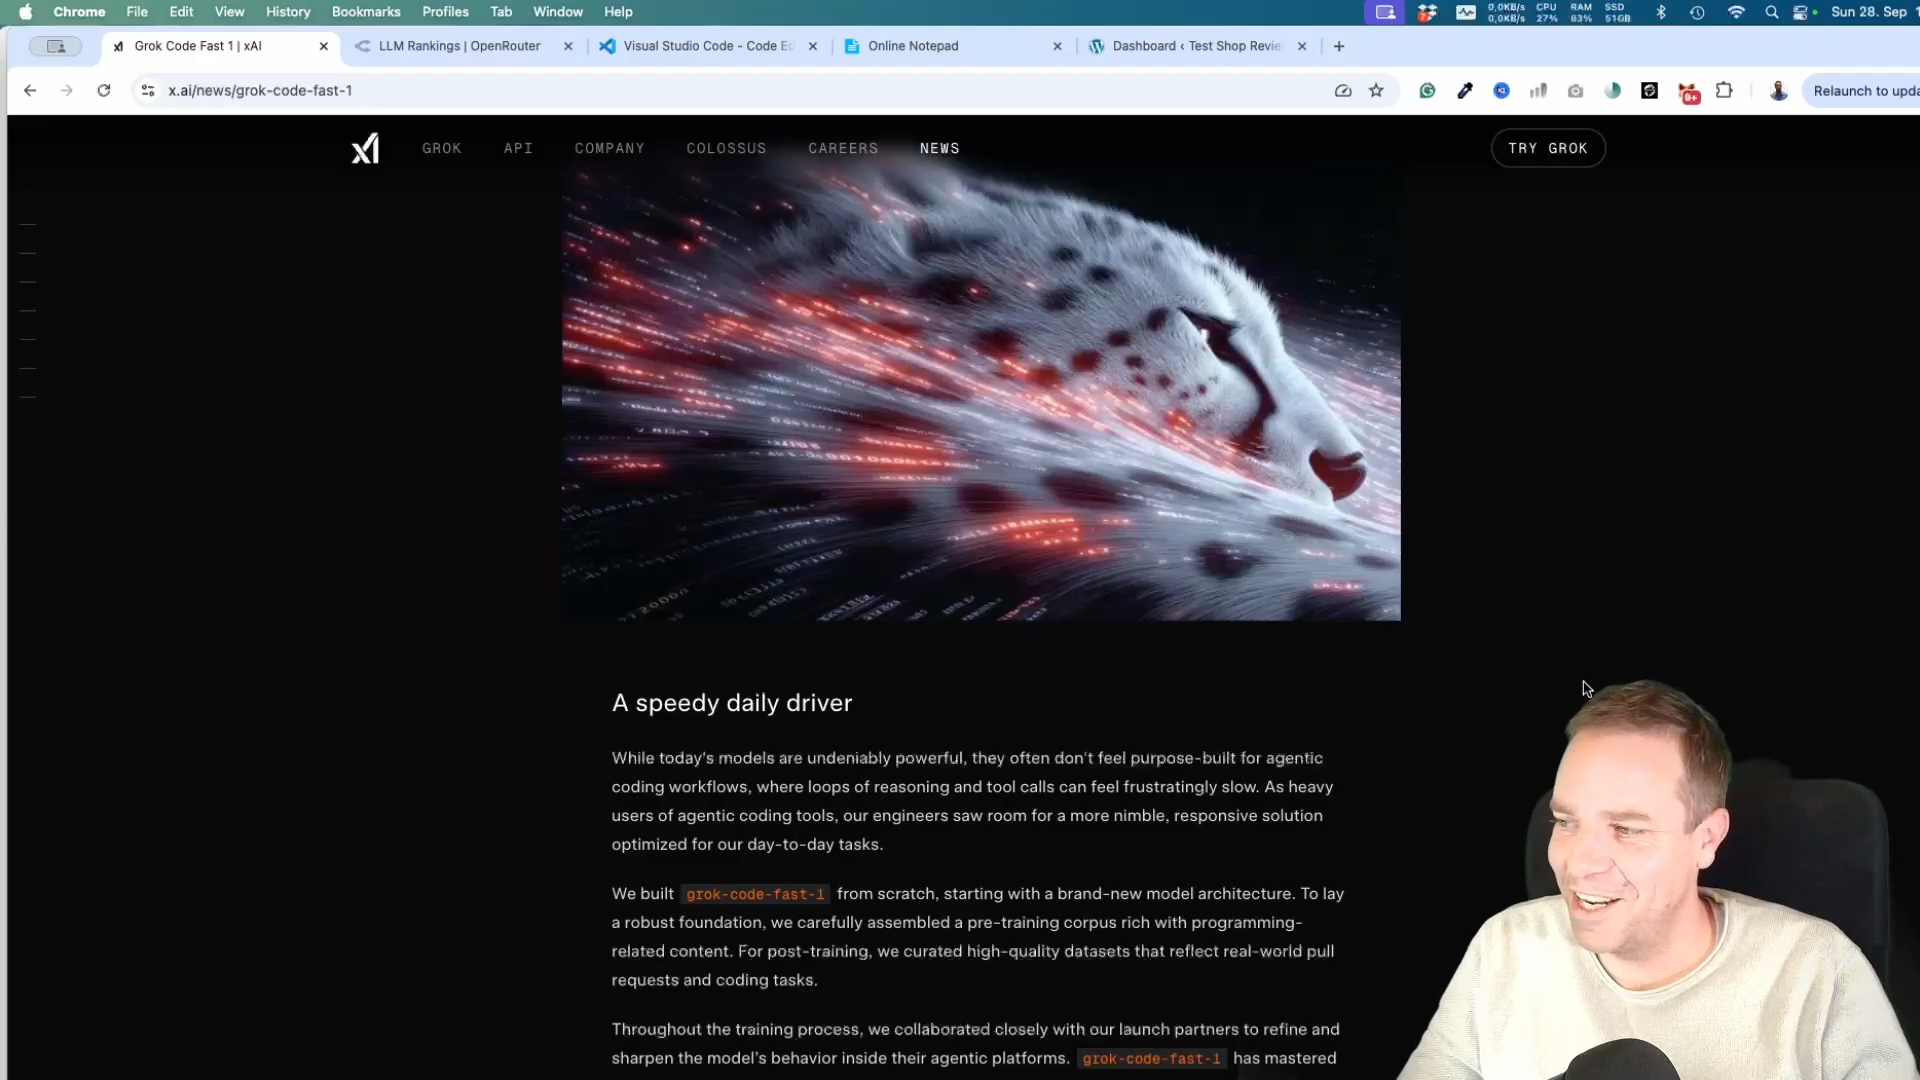 Chrome File Edit View History Bookmarks Profiles Tab Window Help
0,0KB/s CPU RAM SSD
0,0KB/s 27% 83% 51GB
Sun 28. Sep 1
Grok Code Fast 1 | xAI
LLM Rankings | OpenRouter
Visual Studio Code - Code Ed
Online Notepad
Dashboard ‹ Test Shop Revie
x.ai/news/grok-code-fast-1
9+
Relaunch to upda
xI GROK API COMPANY COLOSSUS CAREERS NEWS
TRY GROK
A speedy daily driver
While today's models are undeniably powerful, they often don't feel purpose-built for agentic
coding workflows, where loops of reasoning and tool calls can feel frustratingly slow. As heavy
users of agentic coding tools, our engineers saw room for a more nimble, responsive solution
optimized for our day-to-day tasks.
We built grok-code-fast-1 from scratch, starting with a brand-new model architecture. To lay
a robust foundation, we carefully assembled a pre-training corpus rich with programming-
related content. For post-training, we curated high-quality datasets that reflect real-world pull
requests and coding tasks.
Throughout the training process, we collaborated closely with our launch partners to refine and
sharpen the model's behavior inside their agentic platforms. grok-code-fast-1 has mastered